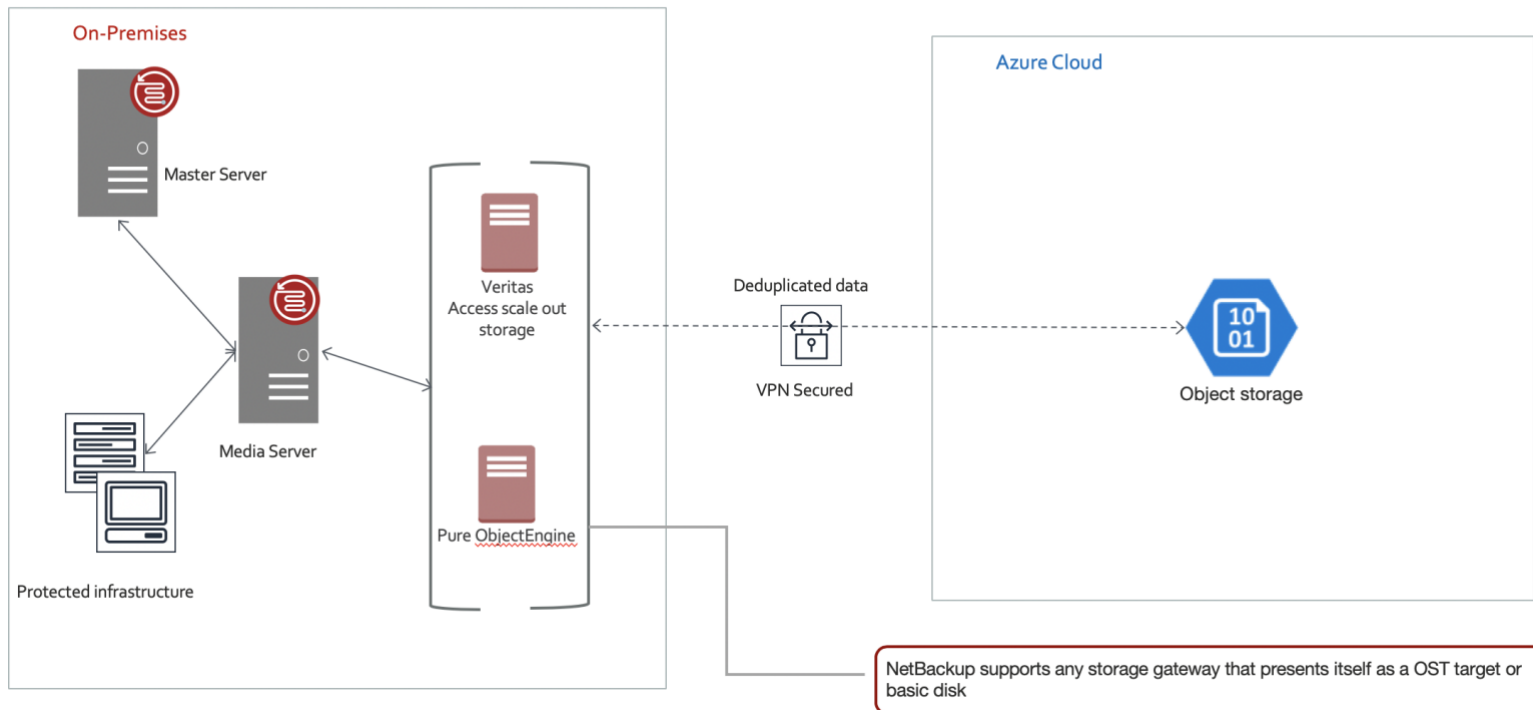 On-Premises
Azure Cloud
Master Server
Veritas
Access scale out
storage
Deduplicated data
10
01
VPN Secured
Object storage
Media Server
Pure ObjectEngine
Protected infrastructure
NetBackup supports any storage gateway that presents itself as a OST target or
basic disk